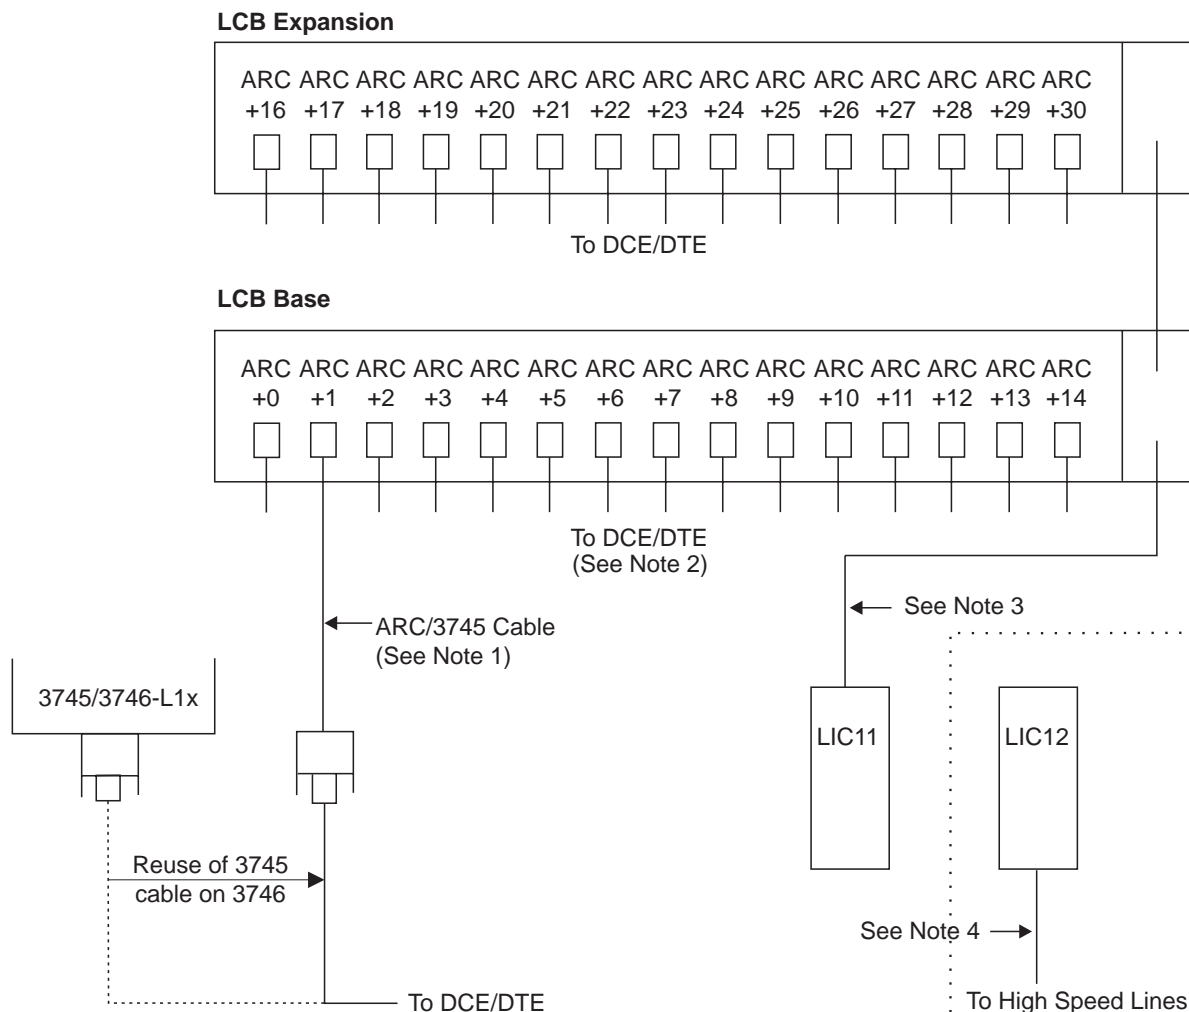 LCB Expansion
ARC ARC ARC ARC ARC ARC ARC ARC ARC ARC ARC ARC ARC ARC ARC
+16 +17 +18 +19 +20 +21 +22 +23 +24 +25 +26 +27 +28 +29 +30
To DCE/DTE
LCB Base
ARC ARC ARC ARC ARC ARC ARC ARC ARC ARC ARC ARC ARC ARC ARC
+0 +1 +2 +3 +4 +5 +6 +7 +8 +9 +10 +11 +12 +13 +14
To DCE/DTE
(See Note 2)
See Note 3
ARC/3745 Cable
(See Note 1)
3745/3746-L1x
LIC11
LIC12
Reuse of 3745
cable on 3746
See Note 4
To DCE/DTE
To High Speed Lines